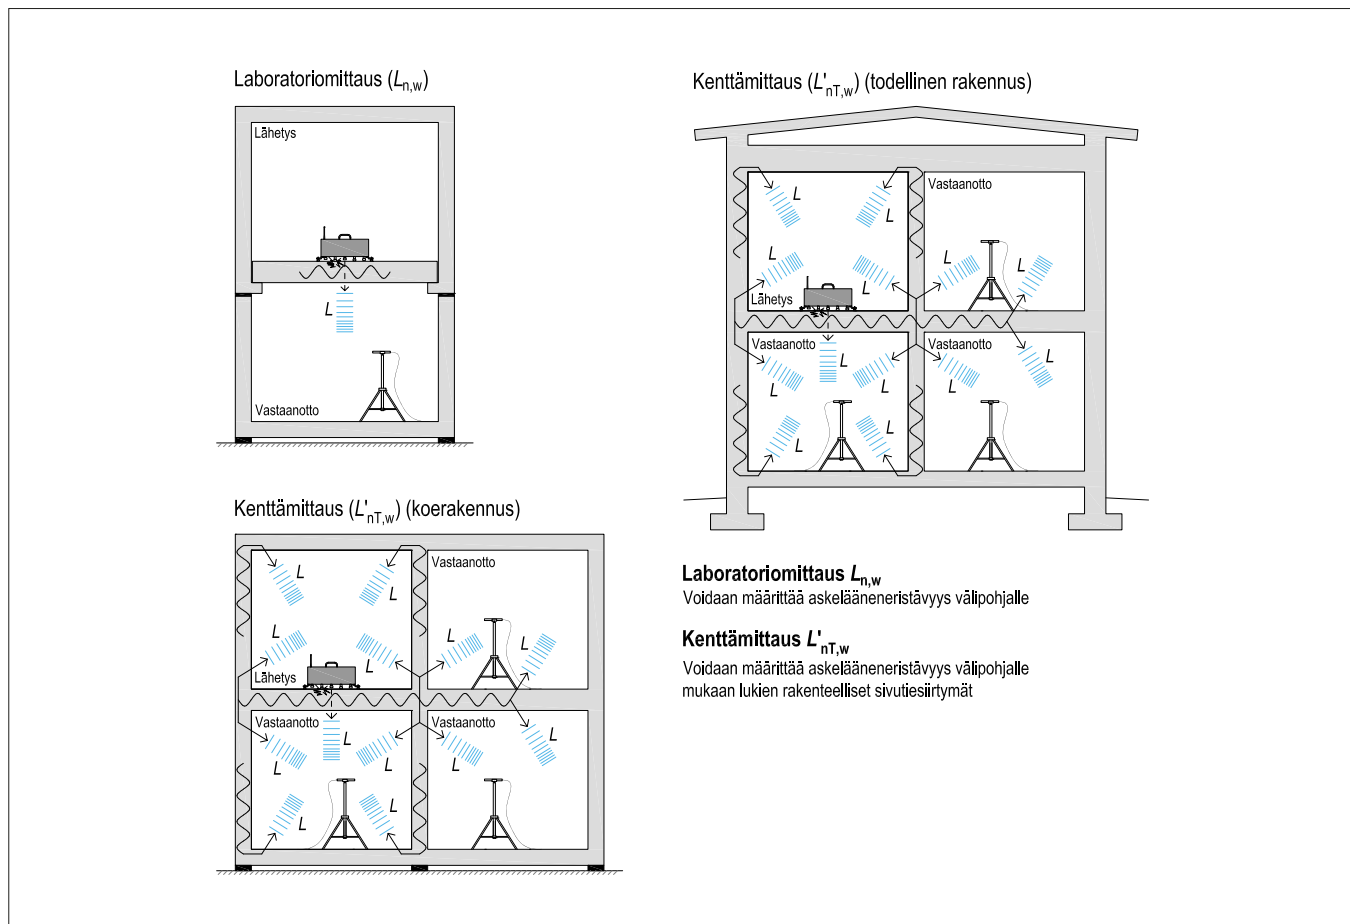 Laboratoriomittaus (Ln,w)
Lähetys
L
Vastaanotto
Kenttämittaus (L'nT,w) (todellinen rakennus)
Vastaanotto
L
L
L
L
L
L
L
L
Lähetys
Vastaanotto
Vastaanotto
L
L
L
L
L
L
L
Kenttämittaus (L'nT,w) (koerakennus)
Vastaanotto
L
L
L
L
L
L
Lähetys
Vastaanotto
Vastaanotto
L
L
L
L
L
L
L
Laboratoriomittaus Ln,w
Voidaan määrittää askelääneneristävyys välipohjalle
Kenttämittaus L'nT,w
Voidaan määrittää askelääneneristävyys välipohjalle
mukaan lukien rakenteelliset sivutiesiirtymät